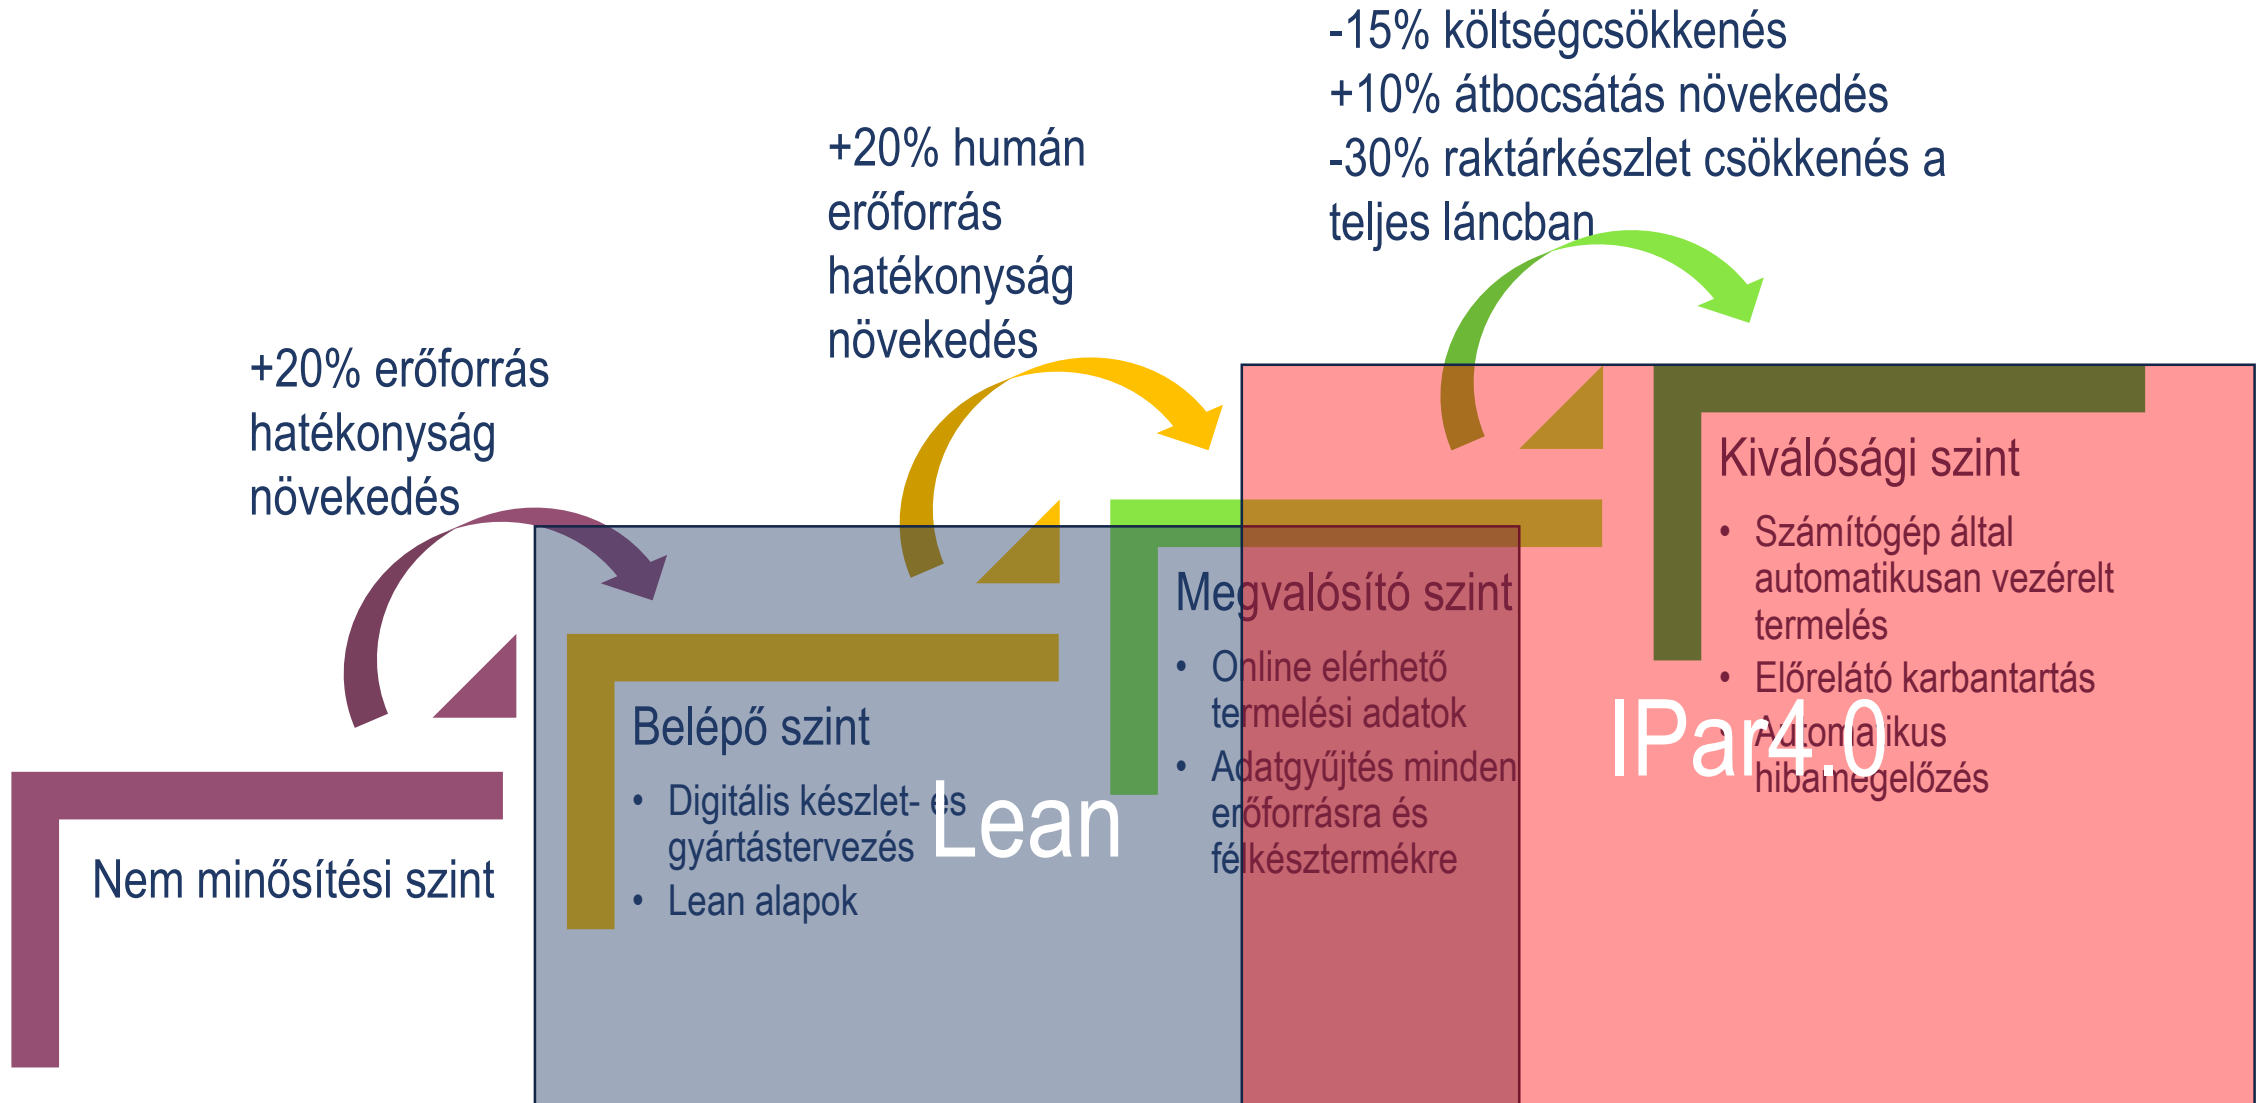 -15% költségcsökkenés
+10% átbocsátás növekedés
-30% raktárkészlet csökkenés a
teljes láncban
+20% humán
erőforrás
hatékonyság
növekedés
+20% erőforrás
hatékonyság
növekedés
Nem minősítési szint
Belépő szint
• Digitális készlet- és
gyártástervezés
• Lean alapok
Lean
Megvalósító szint
• Online elérhető
termelési adatok
• Adatgyűjtés minden
erőforrásra és
félkésztermékre
Kiválósági szint
• Számítógép által
automatikusan vezérelt
termelés
• Előrelátó karbantartás
• Automatikus
hibamegelőzés
IPar4.0